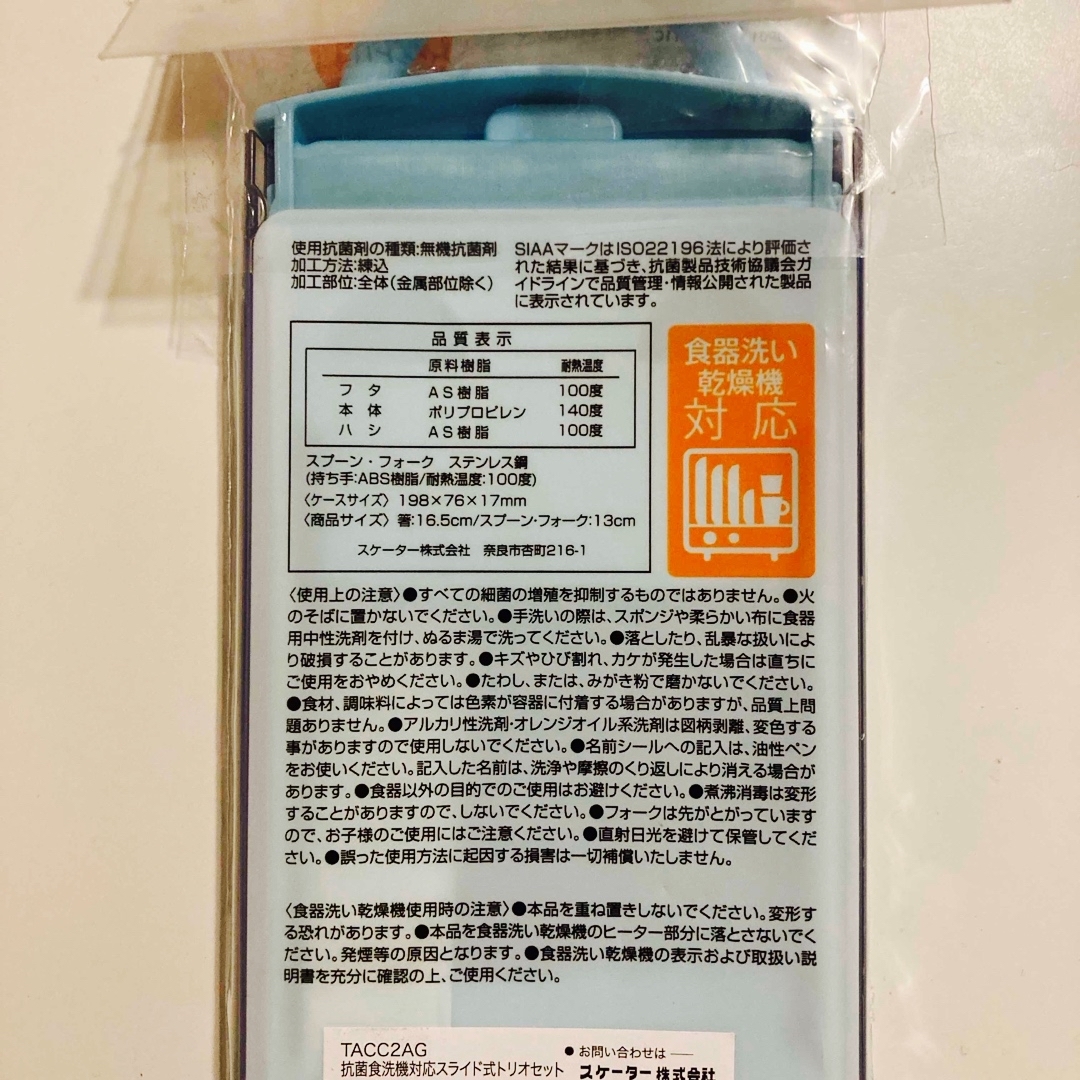 使用抗菌剤の種類:無機抗菌剤
加工方法:練込
加工部位:全体(金属部位除く)
SIAAマークはISO22196法により評価さ
れた結果に基づき、抗菌製品技術協議会ガ
イドラインで品質管理・情報公開された製品
に表示されています。
品質表示
原料樹脂 耐熱温度
フタ AS樹脂 100度
本体 ポリプロピレン 140度
ハシ AS樹脂 100度
スプーン・フォーク ステンレス鋼
(持ち手:ABS樹脂/耐熱温度:100度)
〈ケースサイズ〉 198×76×17mm
〈商品サイズ〉 箸:16.5cm/スプーン・フォーク:13cm
スケーター株式会社 奈良市杏町216-1
食器洗い
乾燥機
対応
〈使用上の注意〉●すべての細菌の増殖を抑制するものではありません。●火
のそばに置かないでください。●手洗いの際は、スポンジや柔らかい布に食器
用中性洗剤を付け、ぬるま湯で洗ってください。●落としたり、乱暴な扱いによ
り破損することがあります。●キズやひび割れ、カケが発生した場合は直ちに
ご使用をおやめください。●たわし、または、みがき粉で磨かないでください。
●食材、調味料によっては色素が容器に付着する場合がありますが、品質上問
題ありません。●アルカリ性洗剤・オレンジオイル系洗剤は図柄剥離、変色する
事がありますので使用しないでください。●名前シールへの記入は、油性ペン
をお使いください。記入した名前は、洗浄や摩擦のくり返しにより消える場合が
あります。●食器以外の目的でのご使用はお避けください。●煮沸消毒は変形
することがありますので、しないでください。●フォークは先がとがっています
ので、お子様のご使用にはご注意ください。●直射日光を避けて保管してくだ
さい。●誤った使用方法に起因する損害は一切補償いたしません。
〈食器洗い乾燥機使用時の注意〉●本品を重ね置きしないでください。変形す
る恐れがあります。●本品を食器洗い乾燥機のヒーター部分に落とさないでく
ださい。発煙等の原因となります。●食器洗い乾燥機の表示および取扱い説
明書を充分に確認の上、ご使用ください。
TACC2AG
抗菌食洗機対応スライド式トリオセット
●お問い合わせは
スケーター株式会社